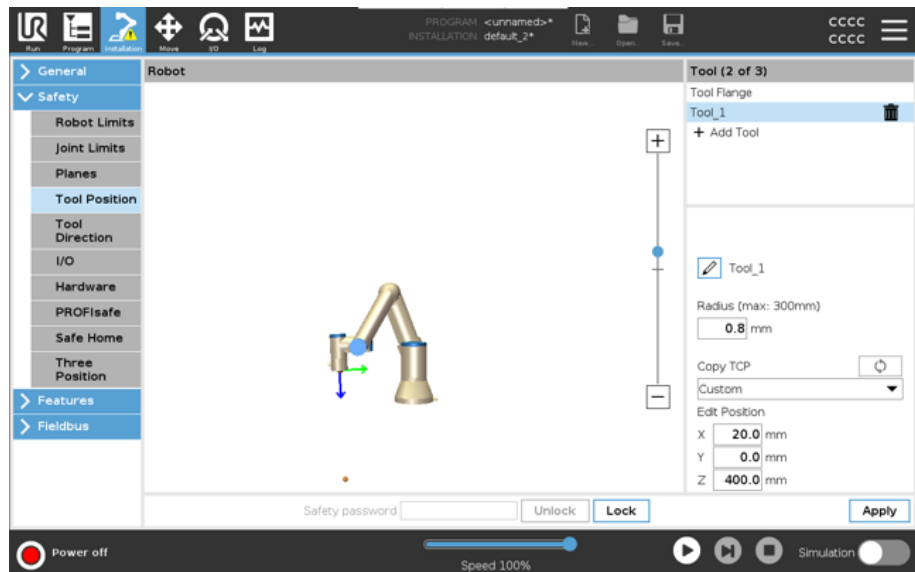 UR
Run
Program
Installation
Move
I/O
Log
PROGRAM <unnamed>*
INSTALLATION default_2*
New...
Open...
Save...
cccc
cccc
General
Safety
Robot Limits
Joint Limits
Planes
Tool Position
Tool
Direction
I/O
Hardware
PROFIsafe
Safe Home
Three
Position
Features
Fieldbus
Robot
+
−
Tool (2 of 3)
Tool Flange
Tool_1
+ Add Tool
Tool_1
Radius (max: 300mm)
0.8 mm
Copy TCP
Custom
Edit Position
X 20.0 mm
Y 0.0 mm
Z 400.0 mm
Safety password
Unlock
Lock
Apply
Power off
Speed 100%
Simulation